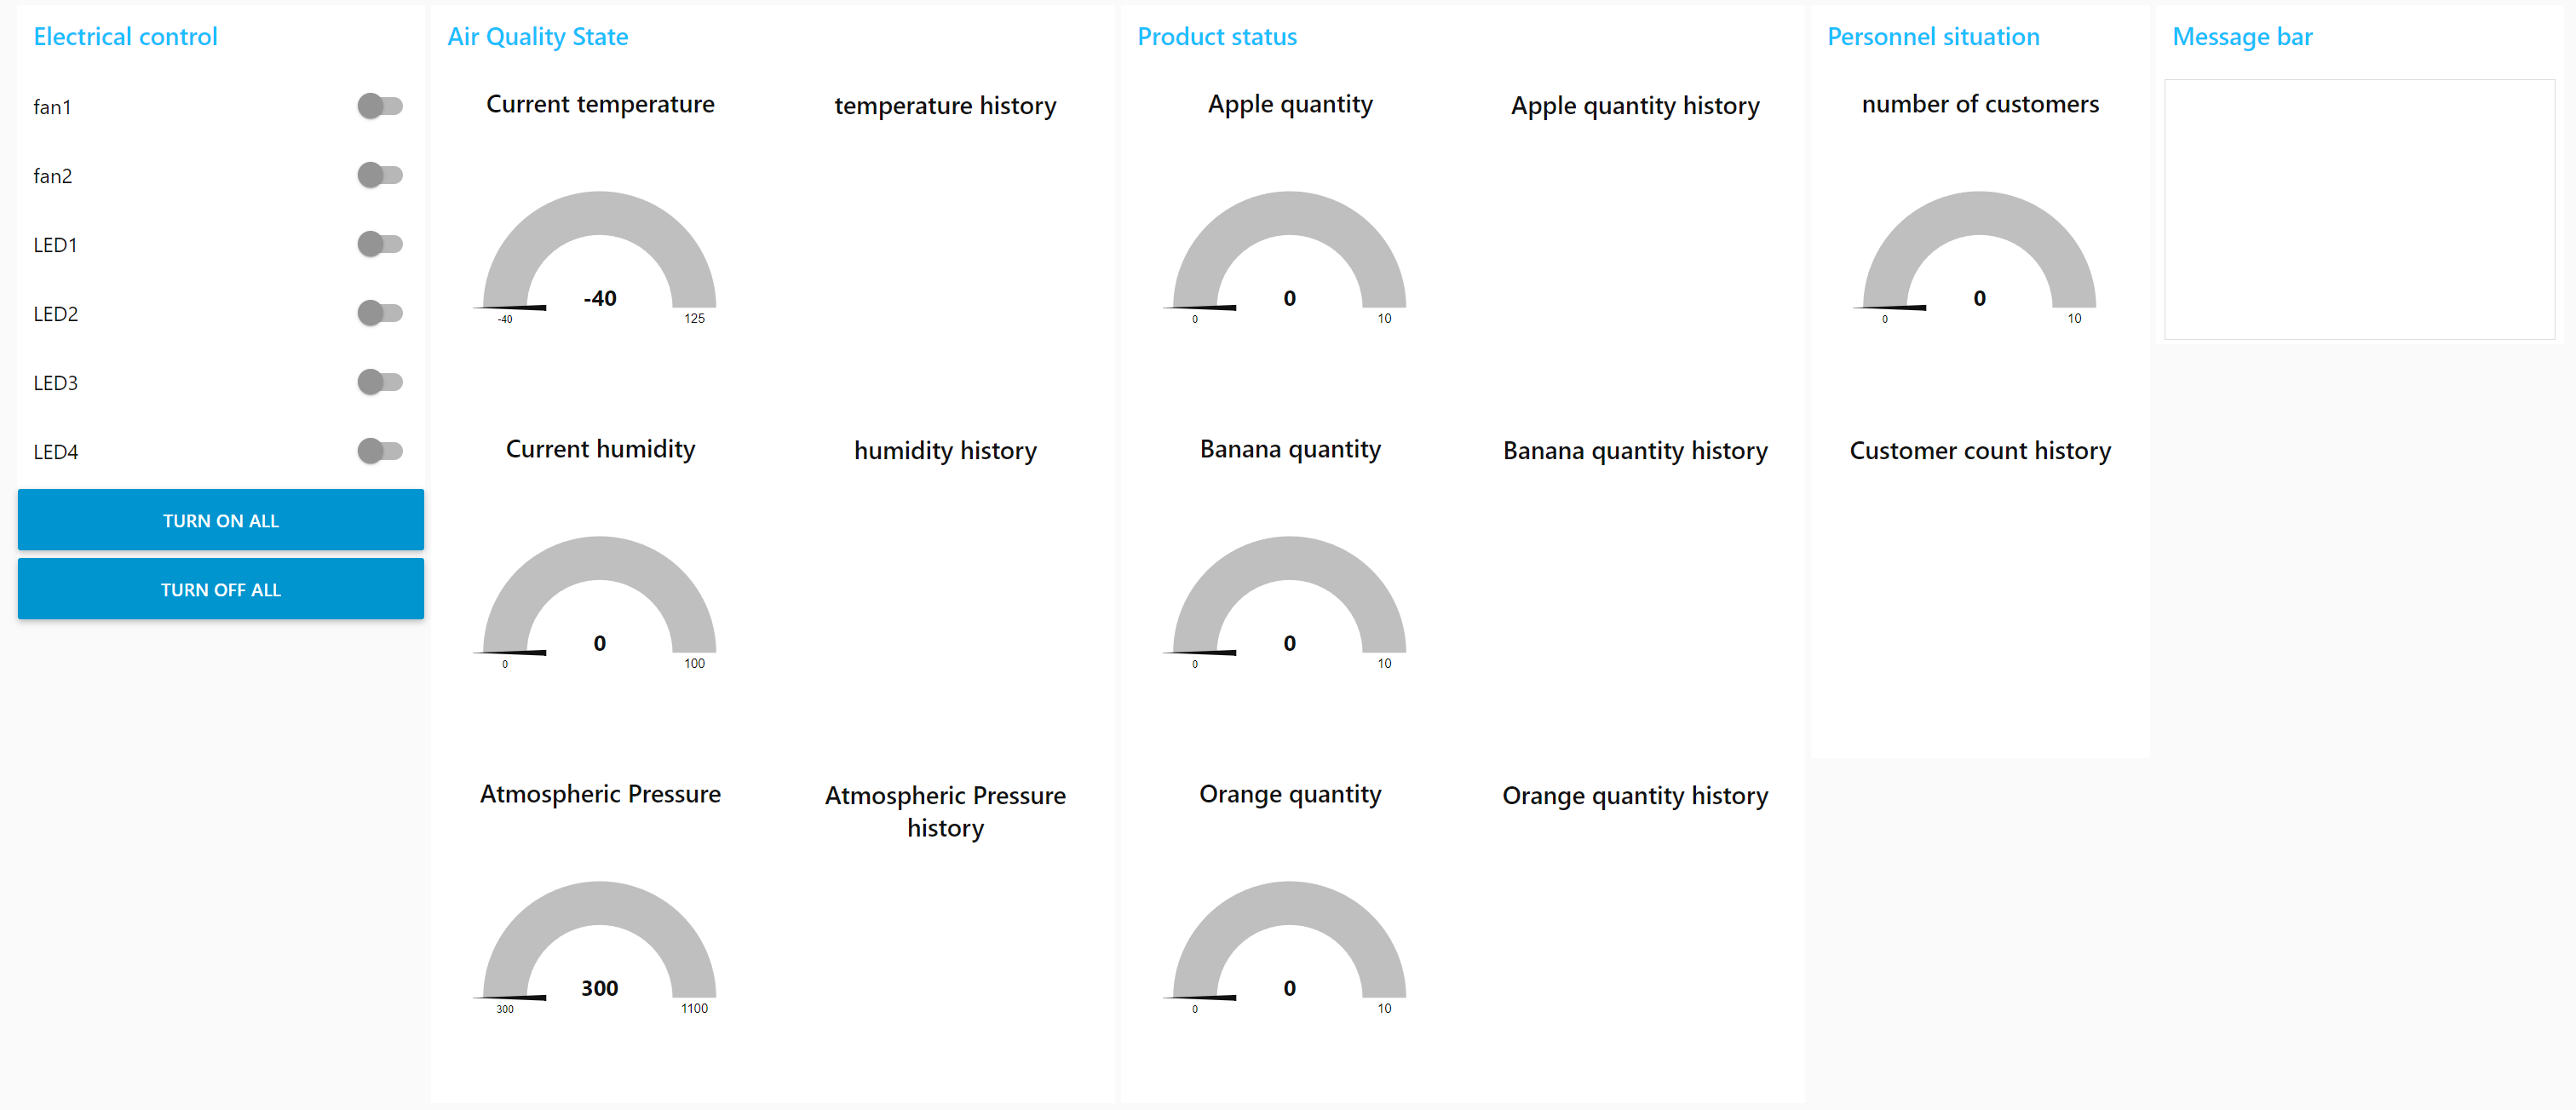 Electrical control
fan1
fan2
LED1
LED2
LED3
LED4
TURN ON ALL
TURN OFF ALL
Air Quality State
Current temperature
-40
-40
125
temperature history
Current humidity
0
0
100
humidity history
Atmospheric Pressure
300
300
1100
Atmospheric Pressure
history
Product status
Apple quantity
0
0
10
Apple quantity history
Banana quantity
0
0
10
Banana quantity history
Orange quantity
0
0
10
Orange quantity history
Personnel situation
number of customers
0
0
10
Customer count history
Message bar